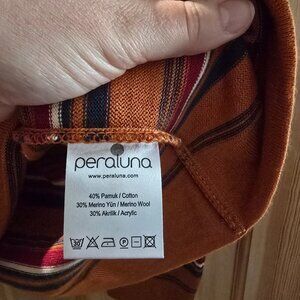 peraluna
www.peraluna.com
40% Pamuk / Cotton
30% Merino Yün / Merino Wool
30% Akrilik / Acrylic